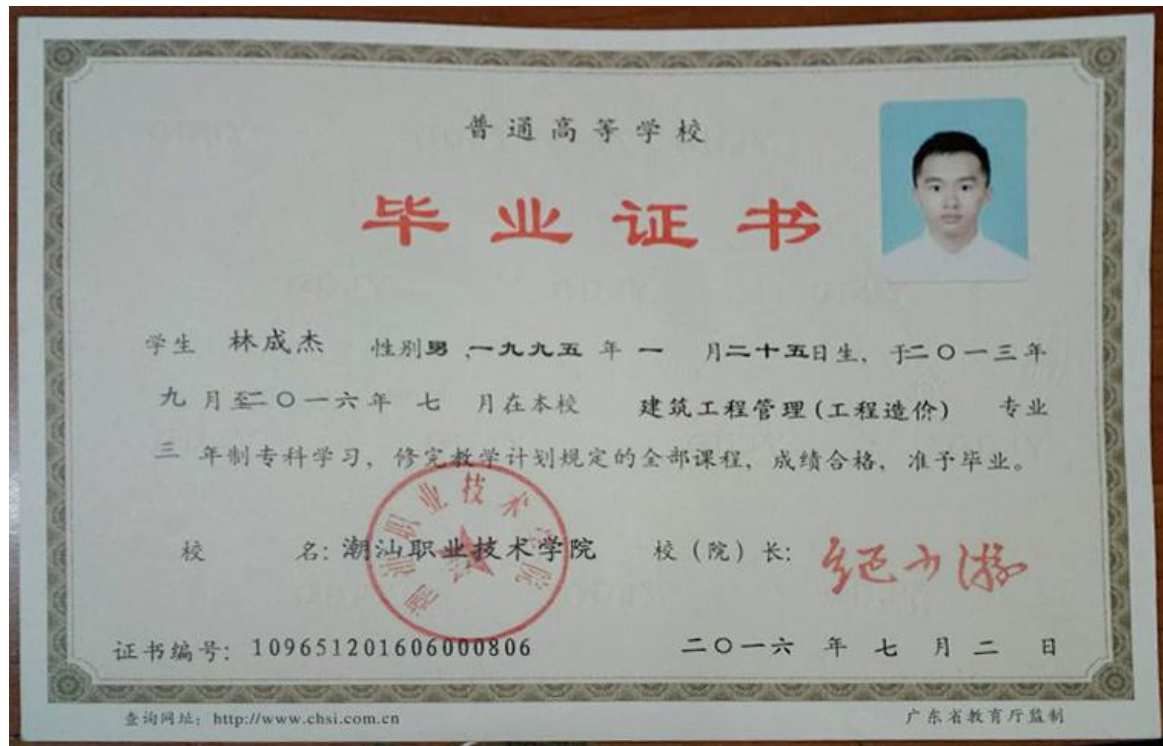 普通高等学校
毕业证书
学生 林成杰 性别男,一九九五年一月二十五日生,于二〇一三年
九月至二〇一六年七月在本校 建筑工程管理(工程造价) 专业
三年制专科学习,修完教学计划规定的全部课程,成绩合格,准予毕业。
校 名:潮汕职业技术学院 校(院)长:
证书编号:109651201606000806 二〇一六年七月二日
查询网址:http://www.chsi.com.cn 广东省教育厅监制